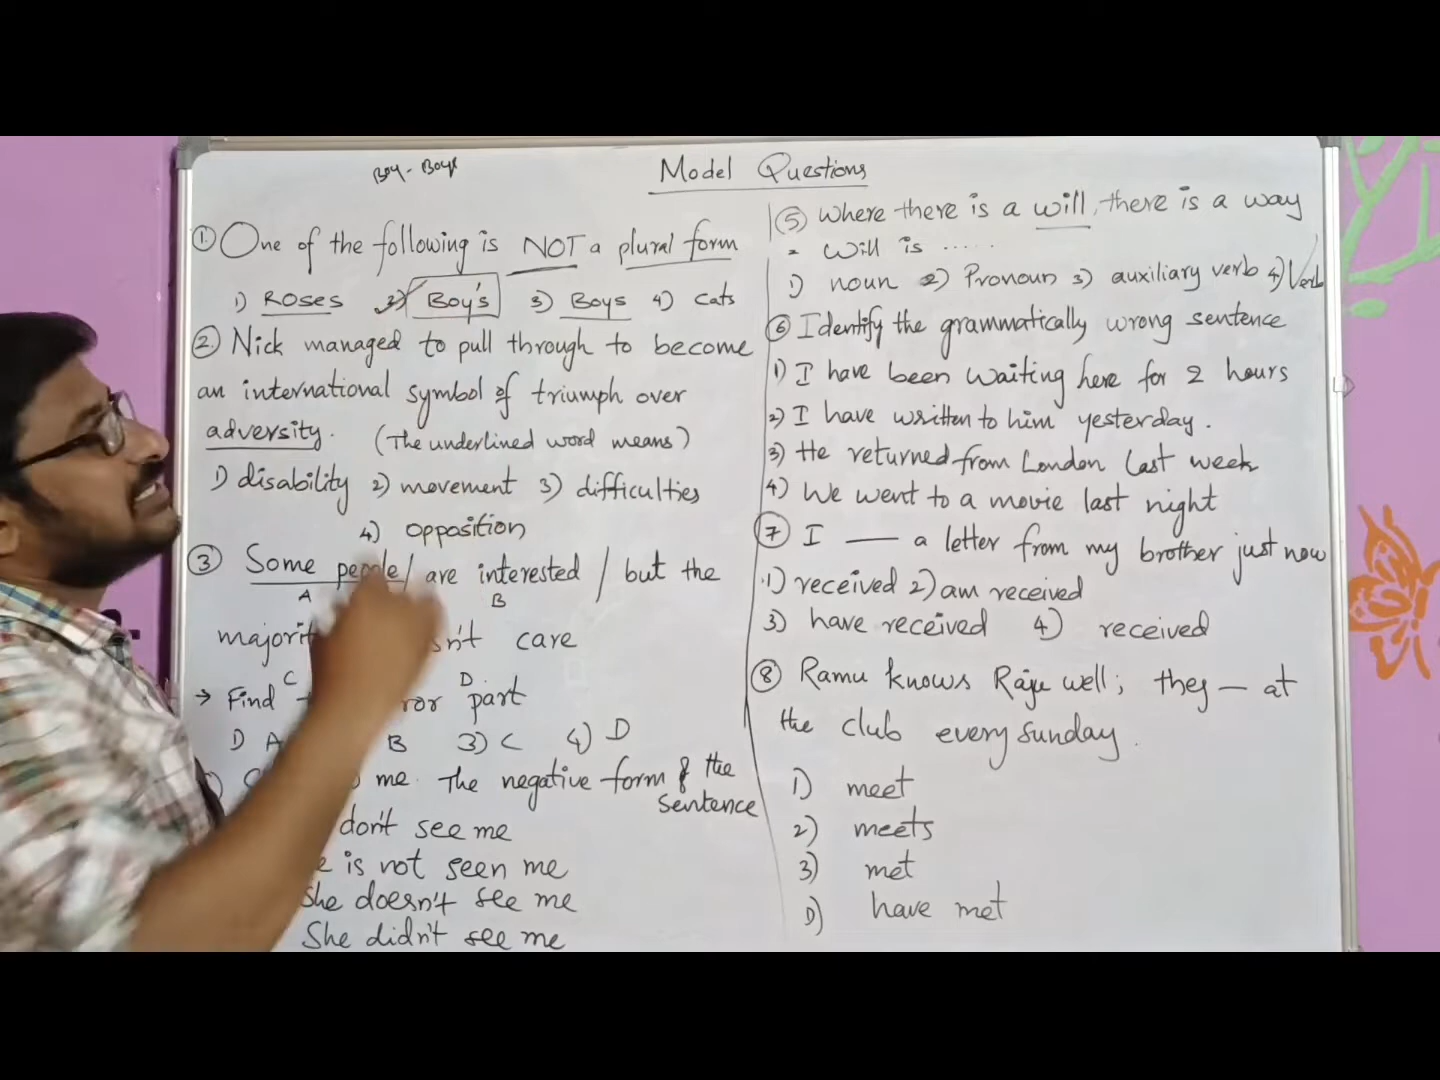 Boy - Boys
Model Questions
1. One of the following is NOT a plural form
1) Roses 2) Boy's 3) Boys 4) cats
2. Nick managed to pull through to become
an international symbol of triumph over
adversity. (The underlined word means)
1) disability 2) movement 3) difficulties
4) opposition
3 Some people / are interested / but the
A B
care
C D
→ Find part
1) A B 3) C 4) D
me. The negative form of the
sentence
don't see me
is not seen me
She doesn't see me
She didn't see me
5 Where there is a will, there is a way
- Will is .....
1) noun 2) Pronoun 3) auxiliary verb 4) Verb
6 Identify the grammatically wrong sentence
1) I have been waiting here for 2 hours
2) I have written to him yesterday.
3) He returned from London last week
4) We went to a movie last night
7 I — a letter from my brother just now
1) received 2) am received
3) have received 4) received
8 Ramu knows Raju well; they — at
the club every sunday.
1) meet
2) meets
3) met
D) have met